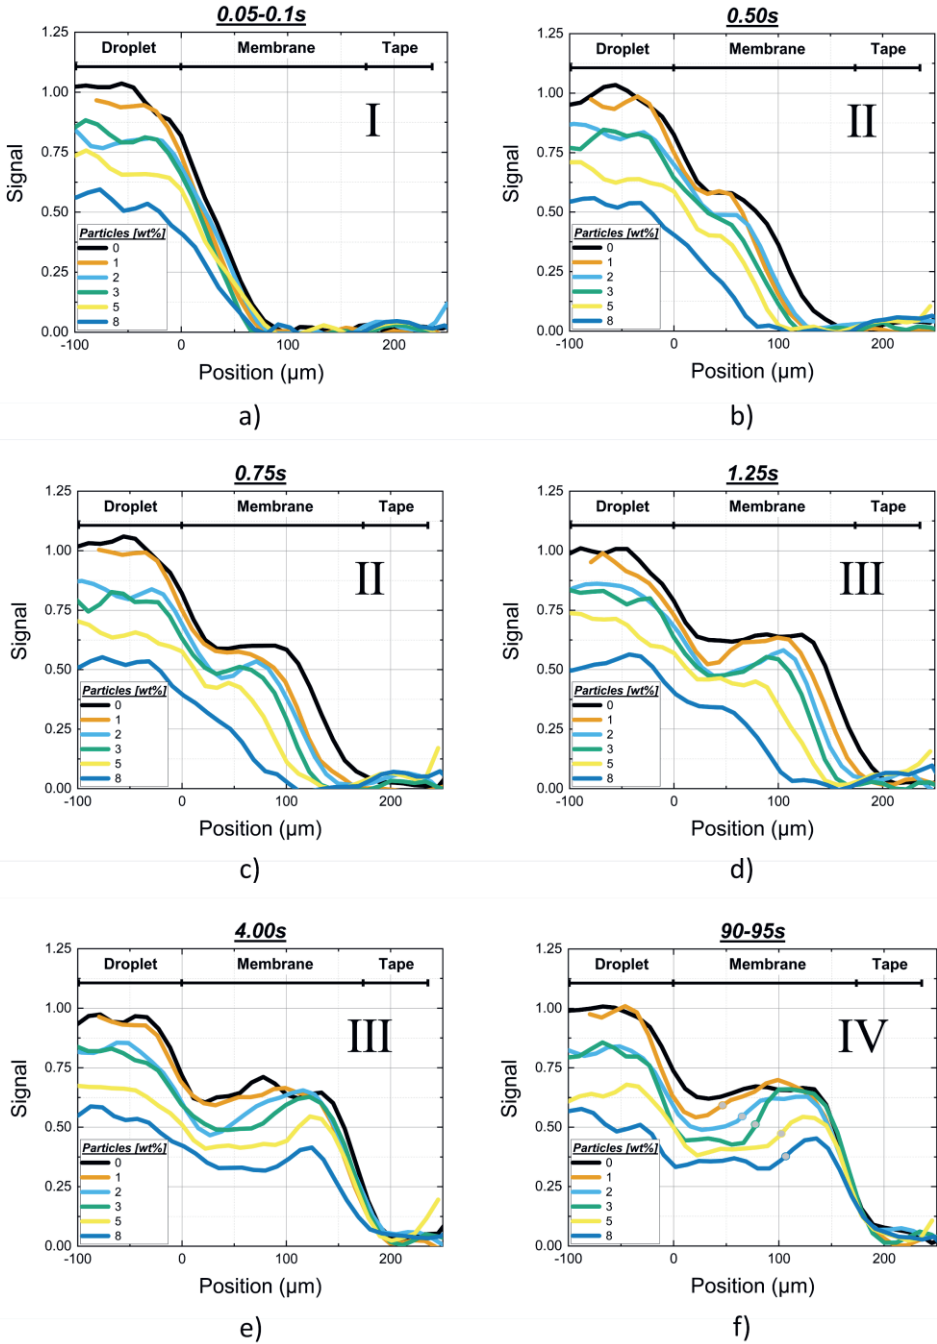 0.05-0.1s
Droplet Membrane Tape
I
Signal
1.25
1.00
0.75
0.50
0.25
0.00
Particles [wt%]
0
1
2
3
5
8
-100 0 100 200
Position (µm)
a)
0.50s
Droplet Membrane Tape
II
Signal
1.25
1.00
0.75
0.50
0.25
0.00
Particles [wt%]
0
1
2
3
5
8
-100 0 100 200
Position (µm)
b)
0.75s
Droplet Membrane Tape
II
Signal
1.25
1.00
0.75
0.50
0.25
0.00
Particles [wt%]
0
1
2
3
5
8
-100 0 100 200
Position (µm)
c)
1.25s
Droplet Membrane Tape
III
Signal
1.25
1.00
0.75
0.50
0.25
0.00
Particles [wt%]
0
1
2
3
5
8
-100 0 100 200
Position (µm)
d)
4.00s
Droplet Membrane Tape
III
Signal
1.25
1.00
0.75
0.50
0.25
0.00
Particles [wt%]
0
1
2
3
5
8
-100 0 100 200
Position (µm)
e)
90-95s
Droplet Membrane Tape
IV
Signal
1.25
1.00
0.75
0.50
0.25
0.00
Particles [wt%]
0
1
2
3
5
8
-100 0 100 200
Position (µm)
f)